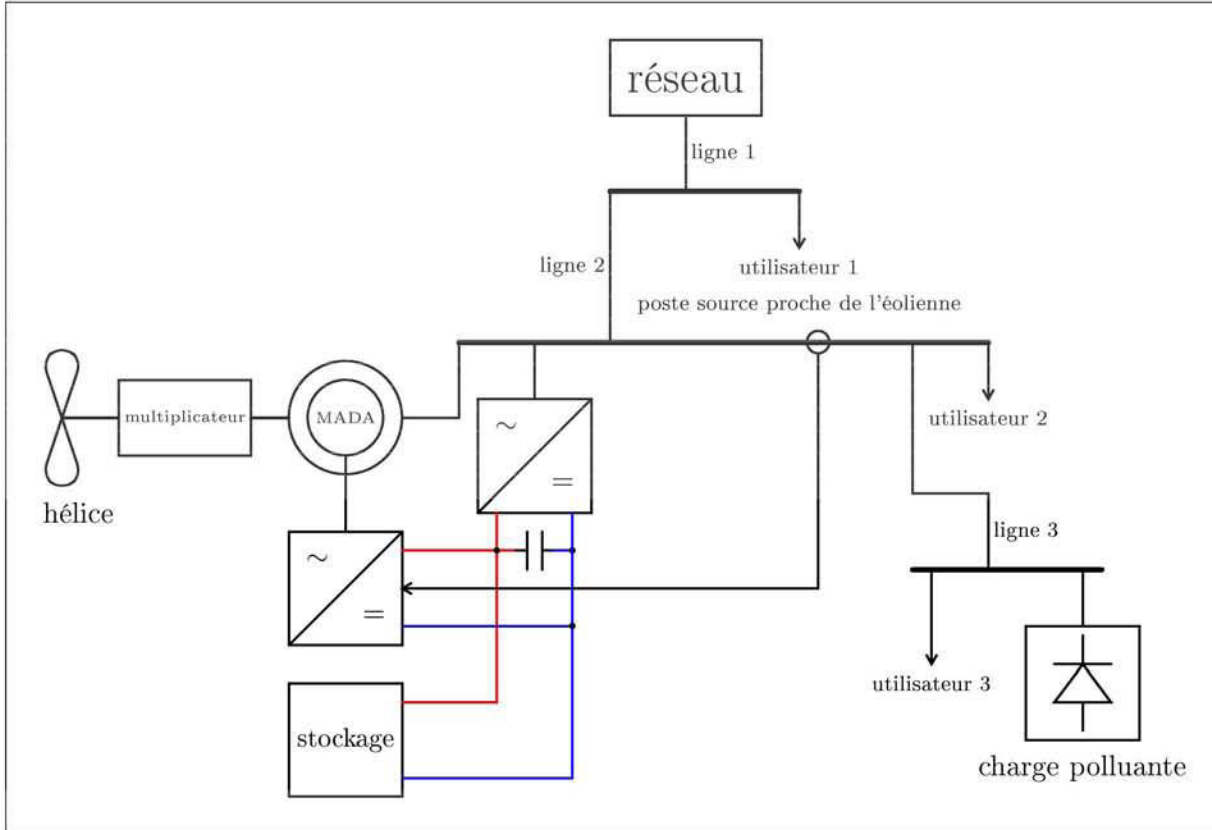 réseau
ligne 1
ligne 2
utilisateur 1
poste source proche de l'éolienne
multiplicateur
MADA
~
=
utilisateur 2
hélice
ligne 3
~
=
utilisateur 3
stockage
charge polluante